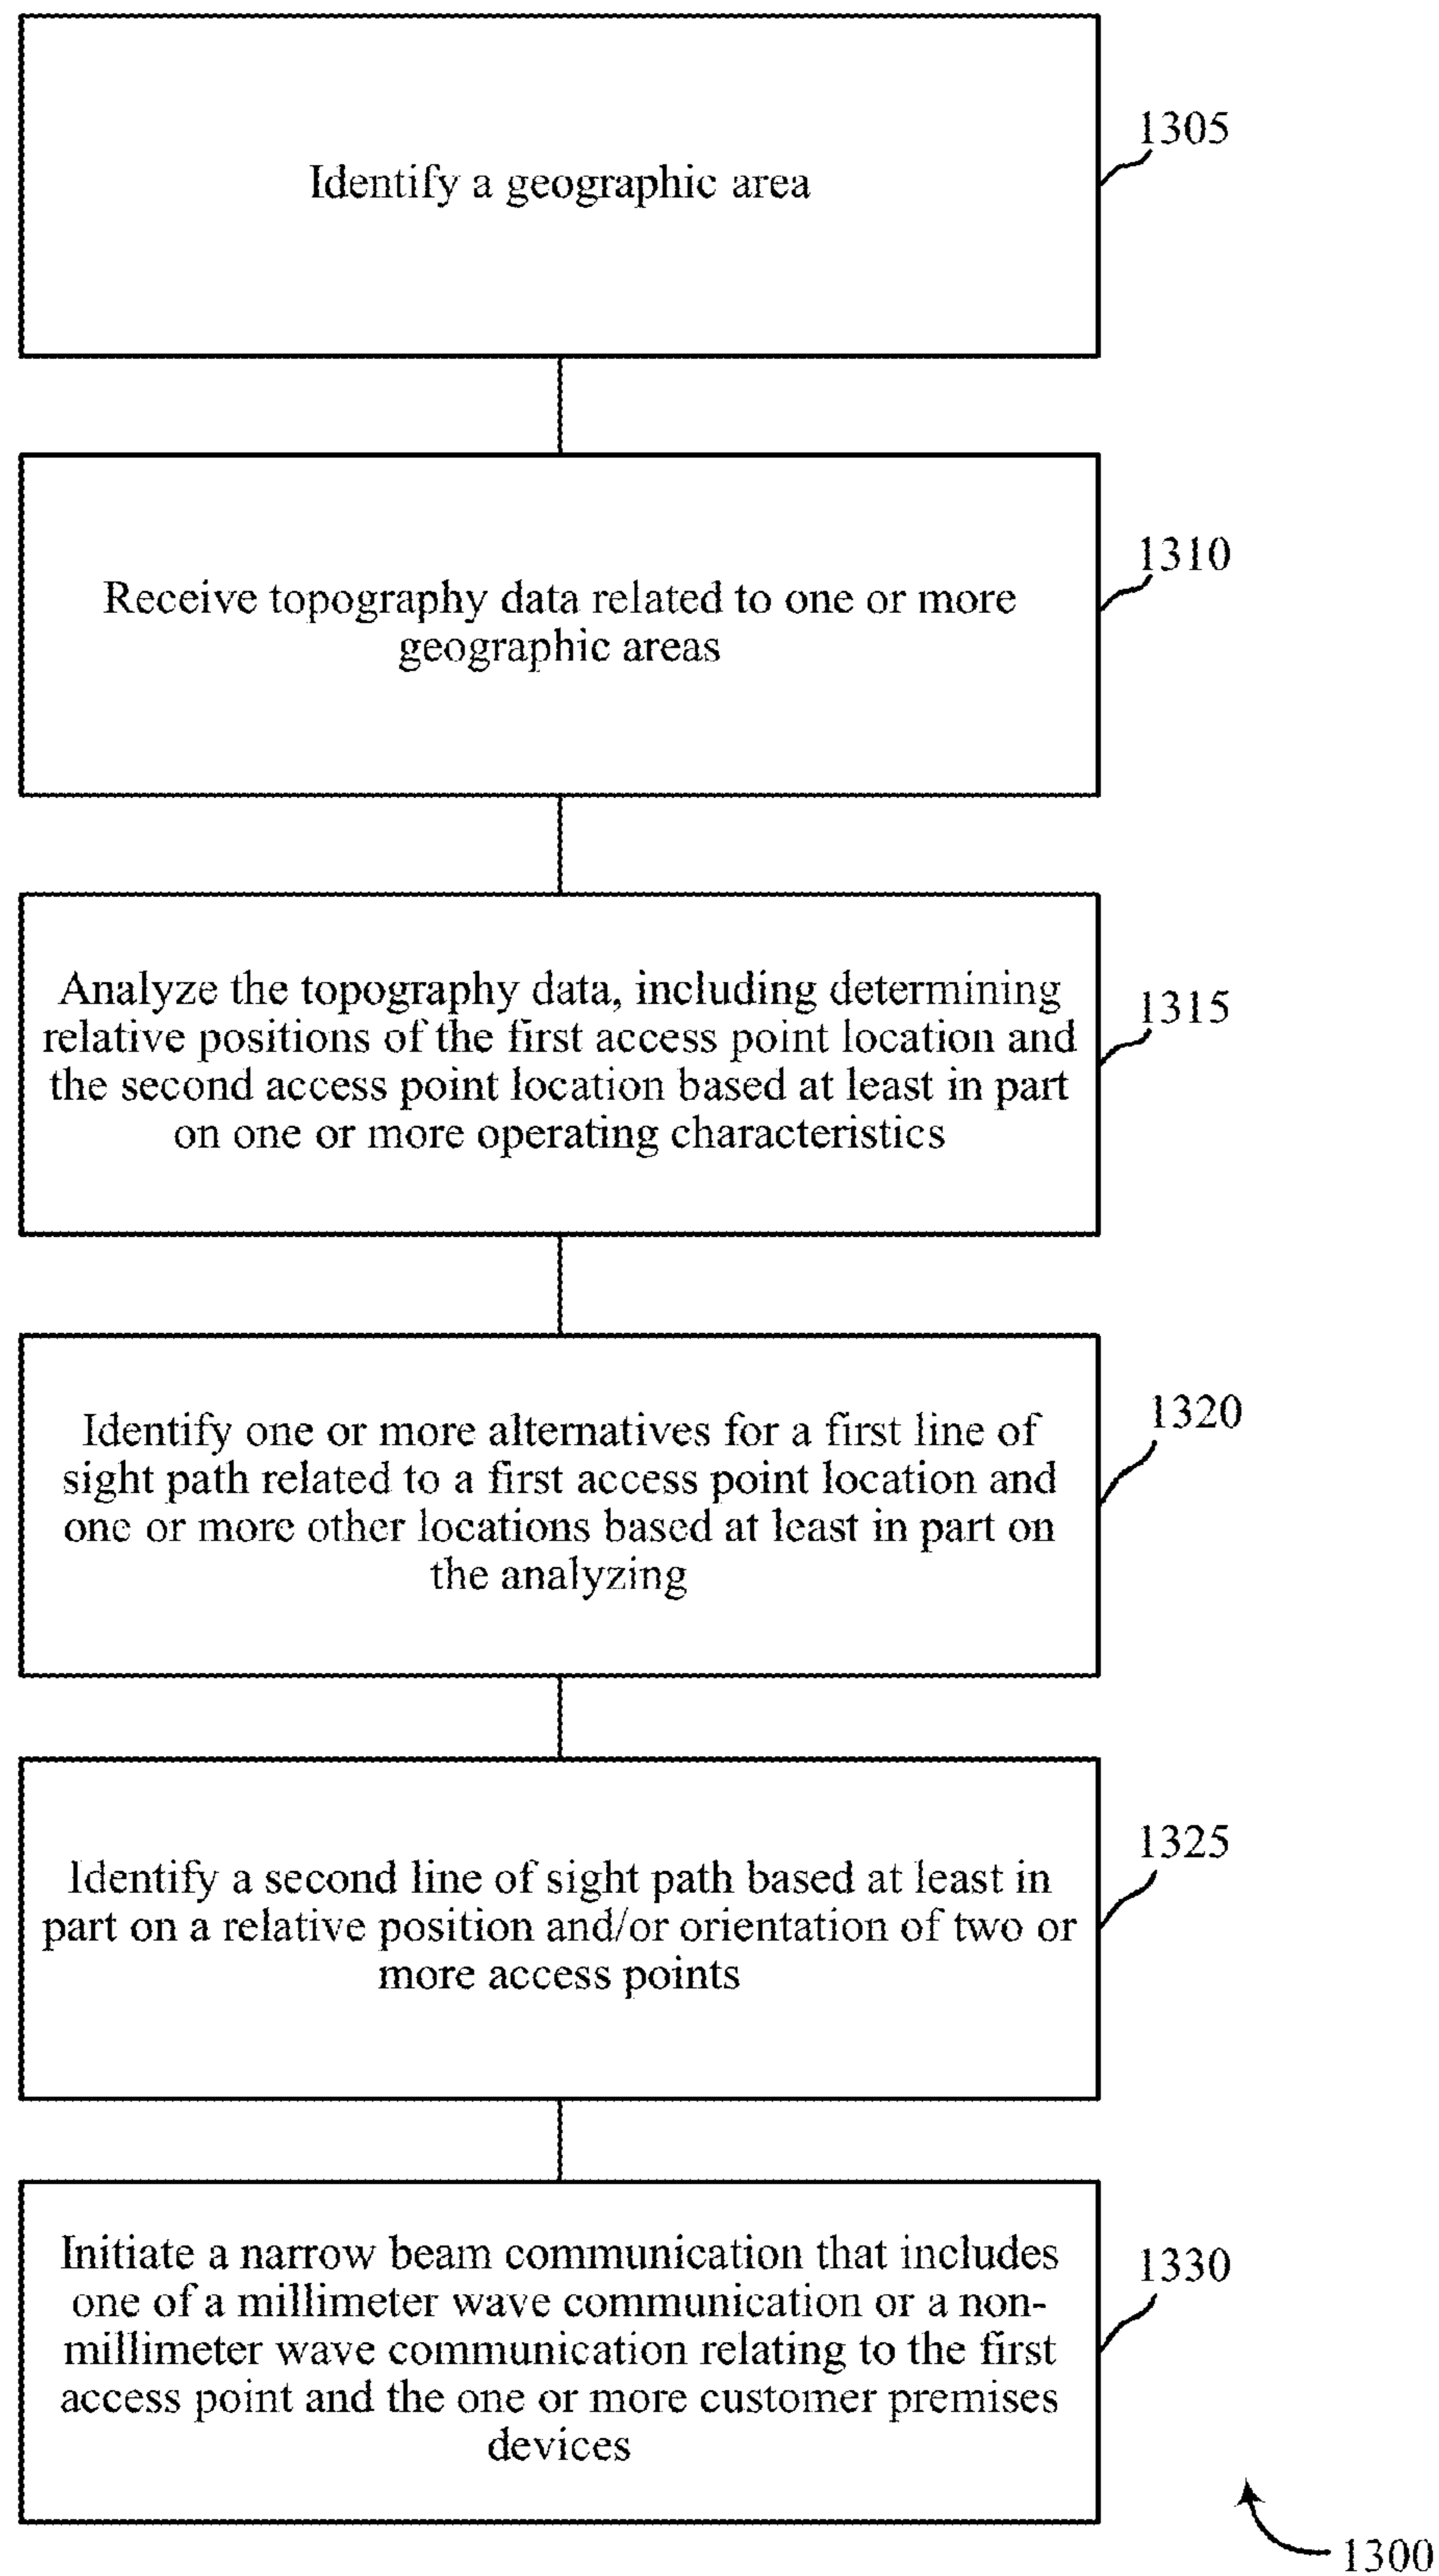 Identify a geographic area
1305
Receive topography data related to one or more
geographic areas
1310
Analyze the topography data, including determining
relative positions of the first access point location and
the second access point location based at least in part
on one or more operating characteristics
1315
Identify one or more alternatives for a first line of
sight path related to a first access point location and
one or more other locations based at least in part on
the analyzing
1320
Identify a second line of sight path based at least in
part on a relative position and/or orientation of two or
more access points
1325
Initiate a narrow beam communication that includes
one of a millimeter wave communication or a non-
millimeter wave communication relating to the first
access point and the one or more customer premises
devices
1330
1300